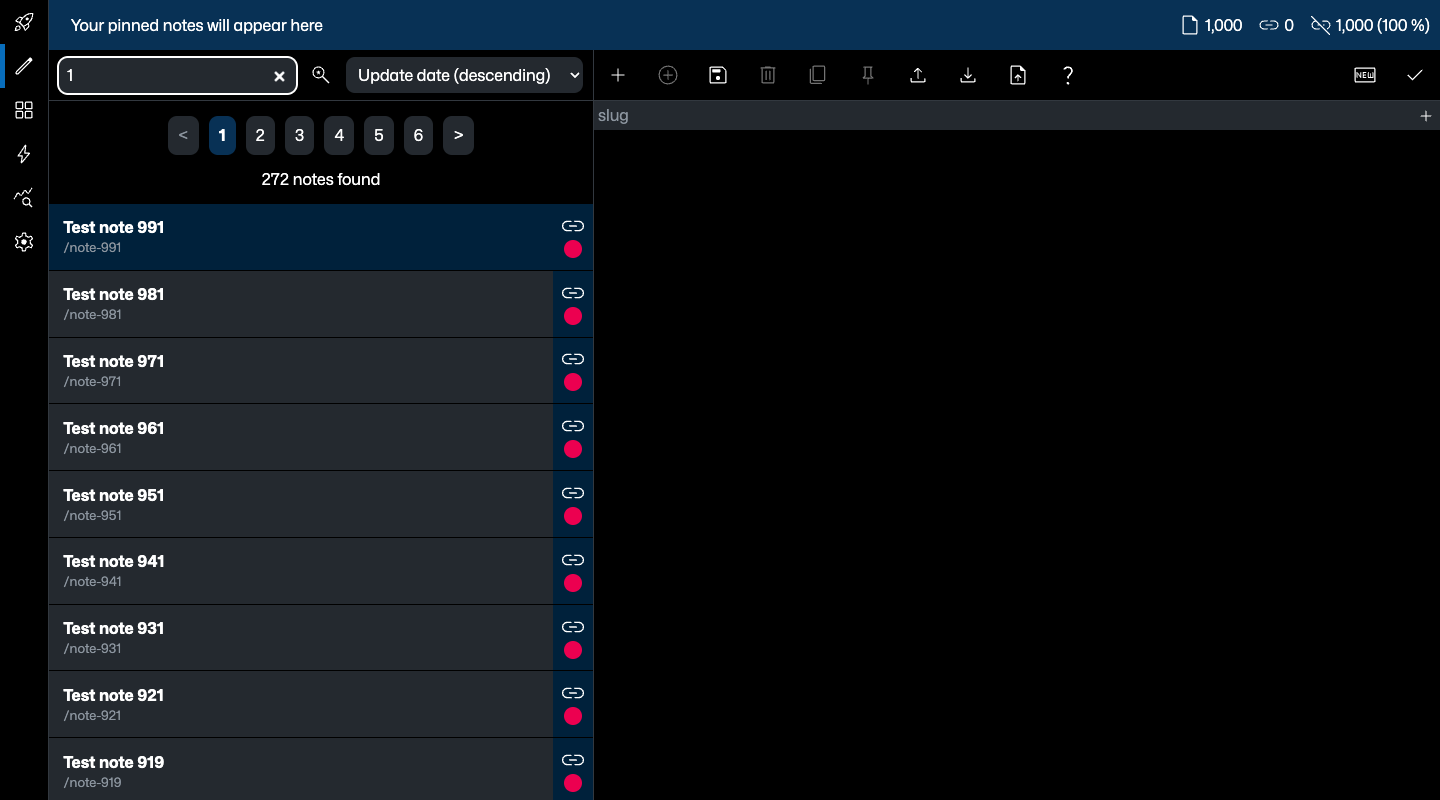 Your pinned notes will appear here
1,000
0
1,000 (100 %)
1
Update date (descending)
NEW
slug
< 1 2 3 4 5 6 >
272 notes found
Test note 991
/note-991
Test note 981
/note-981
Test note 971
/note-971
Test note 961
/note-961
Test note 951
/note-951
Test note 941
/note-941
Test note 931
/note-931
Test note 921
/note-921
Test note 919
/note-919